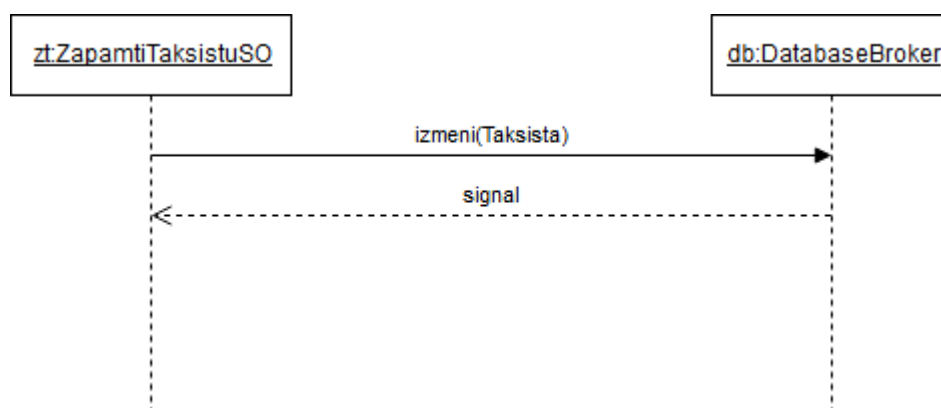 zt:ZapamtiTaksistuSO
db:DatabaseBroker
izmeni(Taksista)
signal